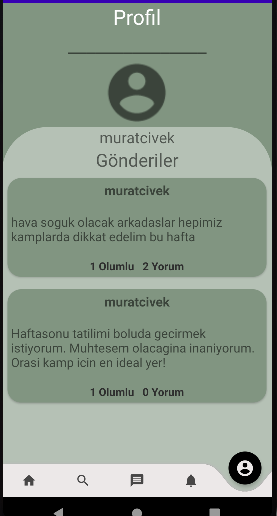 Profil
muratcivek
Gönderiler
muratcivek
hava soguk olacak arkadaslar hepimiz
kamplarda dikkat edelim bu hafta
1 Olumlu 2 Yorum
muratcivek
Haftasonu tatilimi boluda gecirmek
istiyorum. Muhtesem olacagina inaniyorum.
Orasi kamp icin en ideal yer!
1 Olumlu 0 Yorum